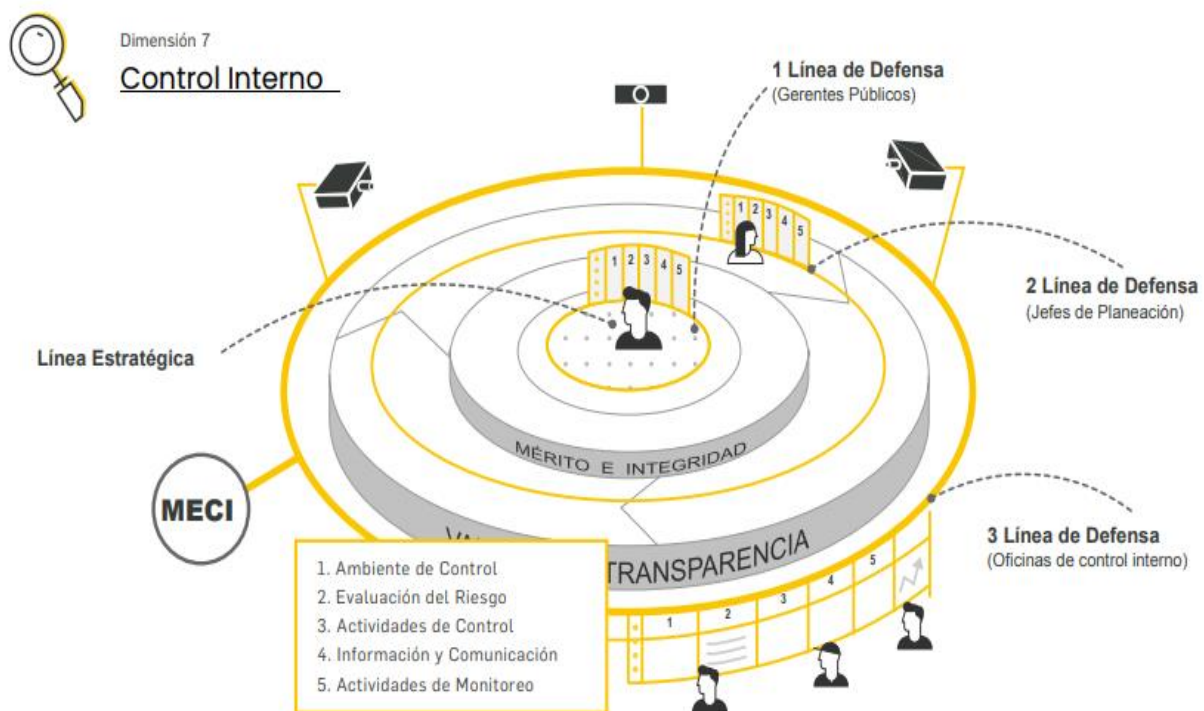 Dimensión 7
Control Interno
1 Línea de Defensa
(Gerentes Públicos)
1 2 3 4 5
1 2 3 4 5
2 Línea de Defensa
(Jefes de Planeación)
Línea Estratégica
MÉRITO E INTEGRIDAD
MECI
TRANSPARENCIA
3 Línea de Defensa
(Oficinas de control interno)
1. Ambiente de Control
2. Evaluación del Riesgo
3. Actividades de Control
4. Información y Comunicación
5. Actividades de Monitoreo
1 2 3 4 5